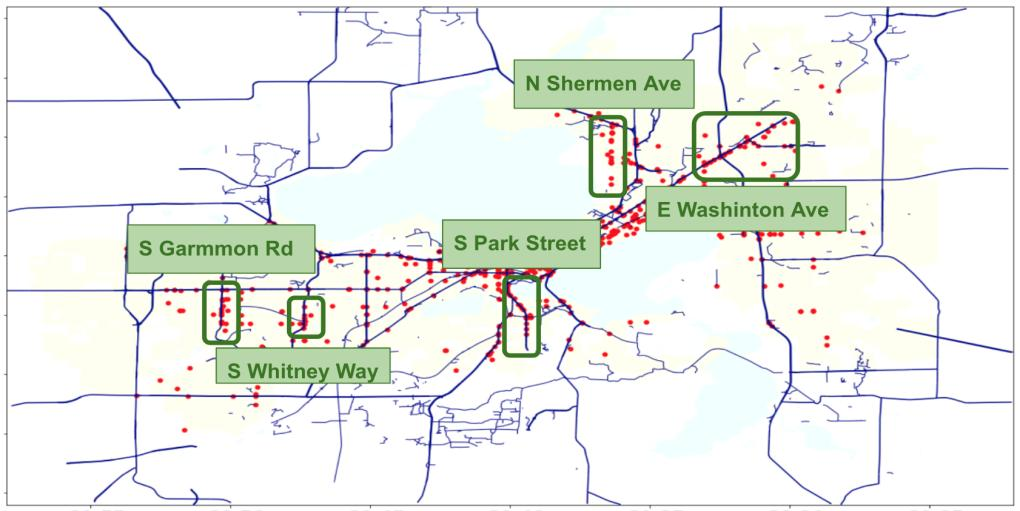 N Shermen Ave
E Washinton Ave
S Park Street
S Garmmon Rd
S Whitney Way